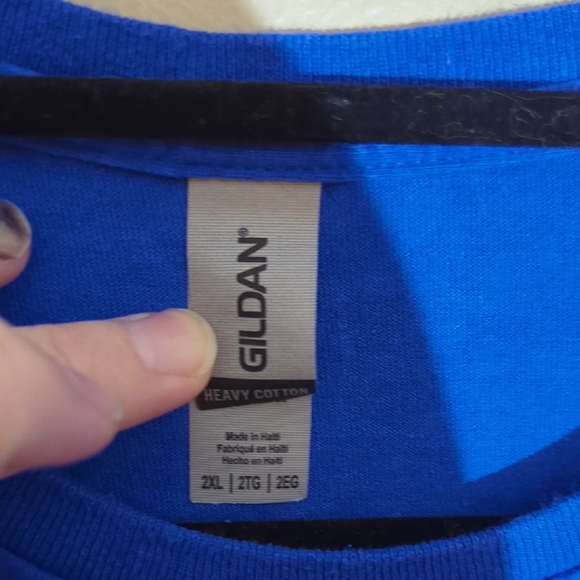 GILDAN®
HEAVY COTTON
Made in Haiti
Fabriqué en Haïti
Hecho en Haití
2XL | 2TG | 2EG